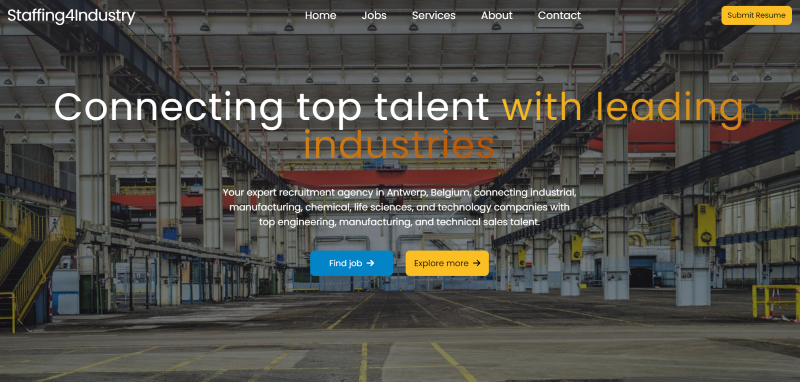 Staffing4Industry
Home Jobs Services About Contact
Submit Resume
Connecting top talent with leading
industries
Your expert recruitment agency in Antwerp, Belgium, connecting industrial,
manufacturing, chemical, life sciences, and technology companies with
top engineering, manufacturing, and technical sales talent.
Find job →
Explore more →